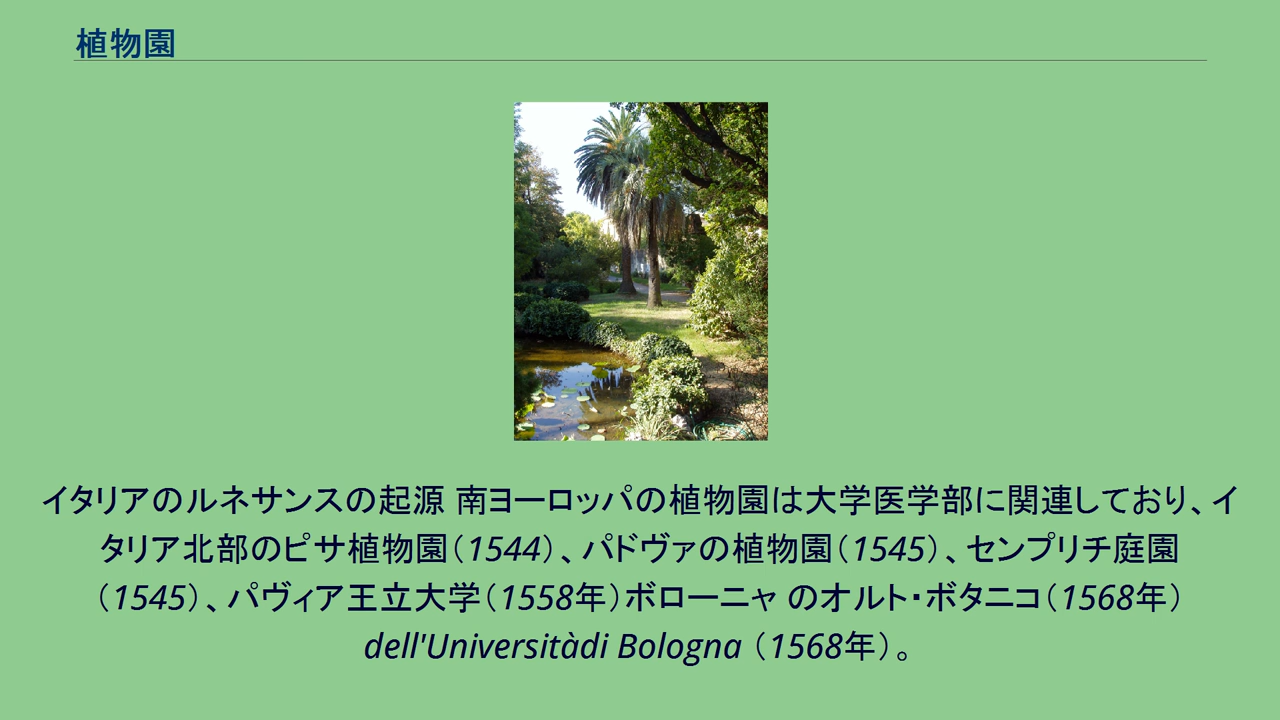 植物園
イタリアのルネサンスの起源 南ヨーロッパの植物園は大学医学部に関連しており、イ
タリア北部のピサ植物園（1544）、パドヴァの植物園（1545）、センプリチ庭園
（1545）、パヴィア王立大学（1558年）ボローニャ のオルト・ボタニコ（1568年）
dell'Universitàdi Bologna （1568年）。